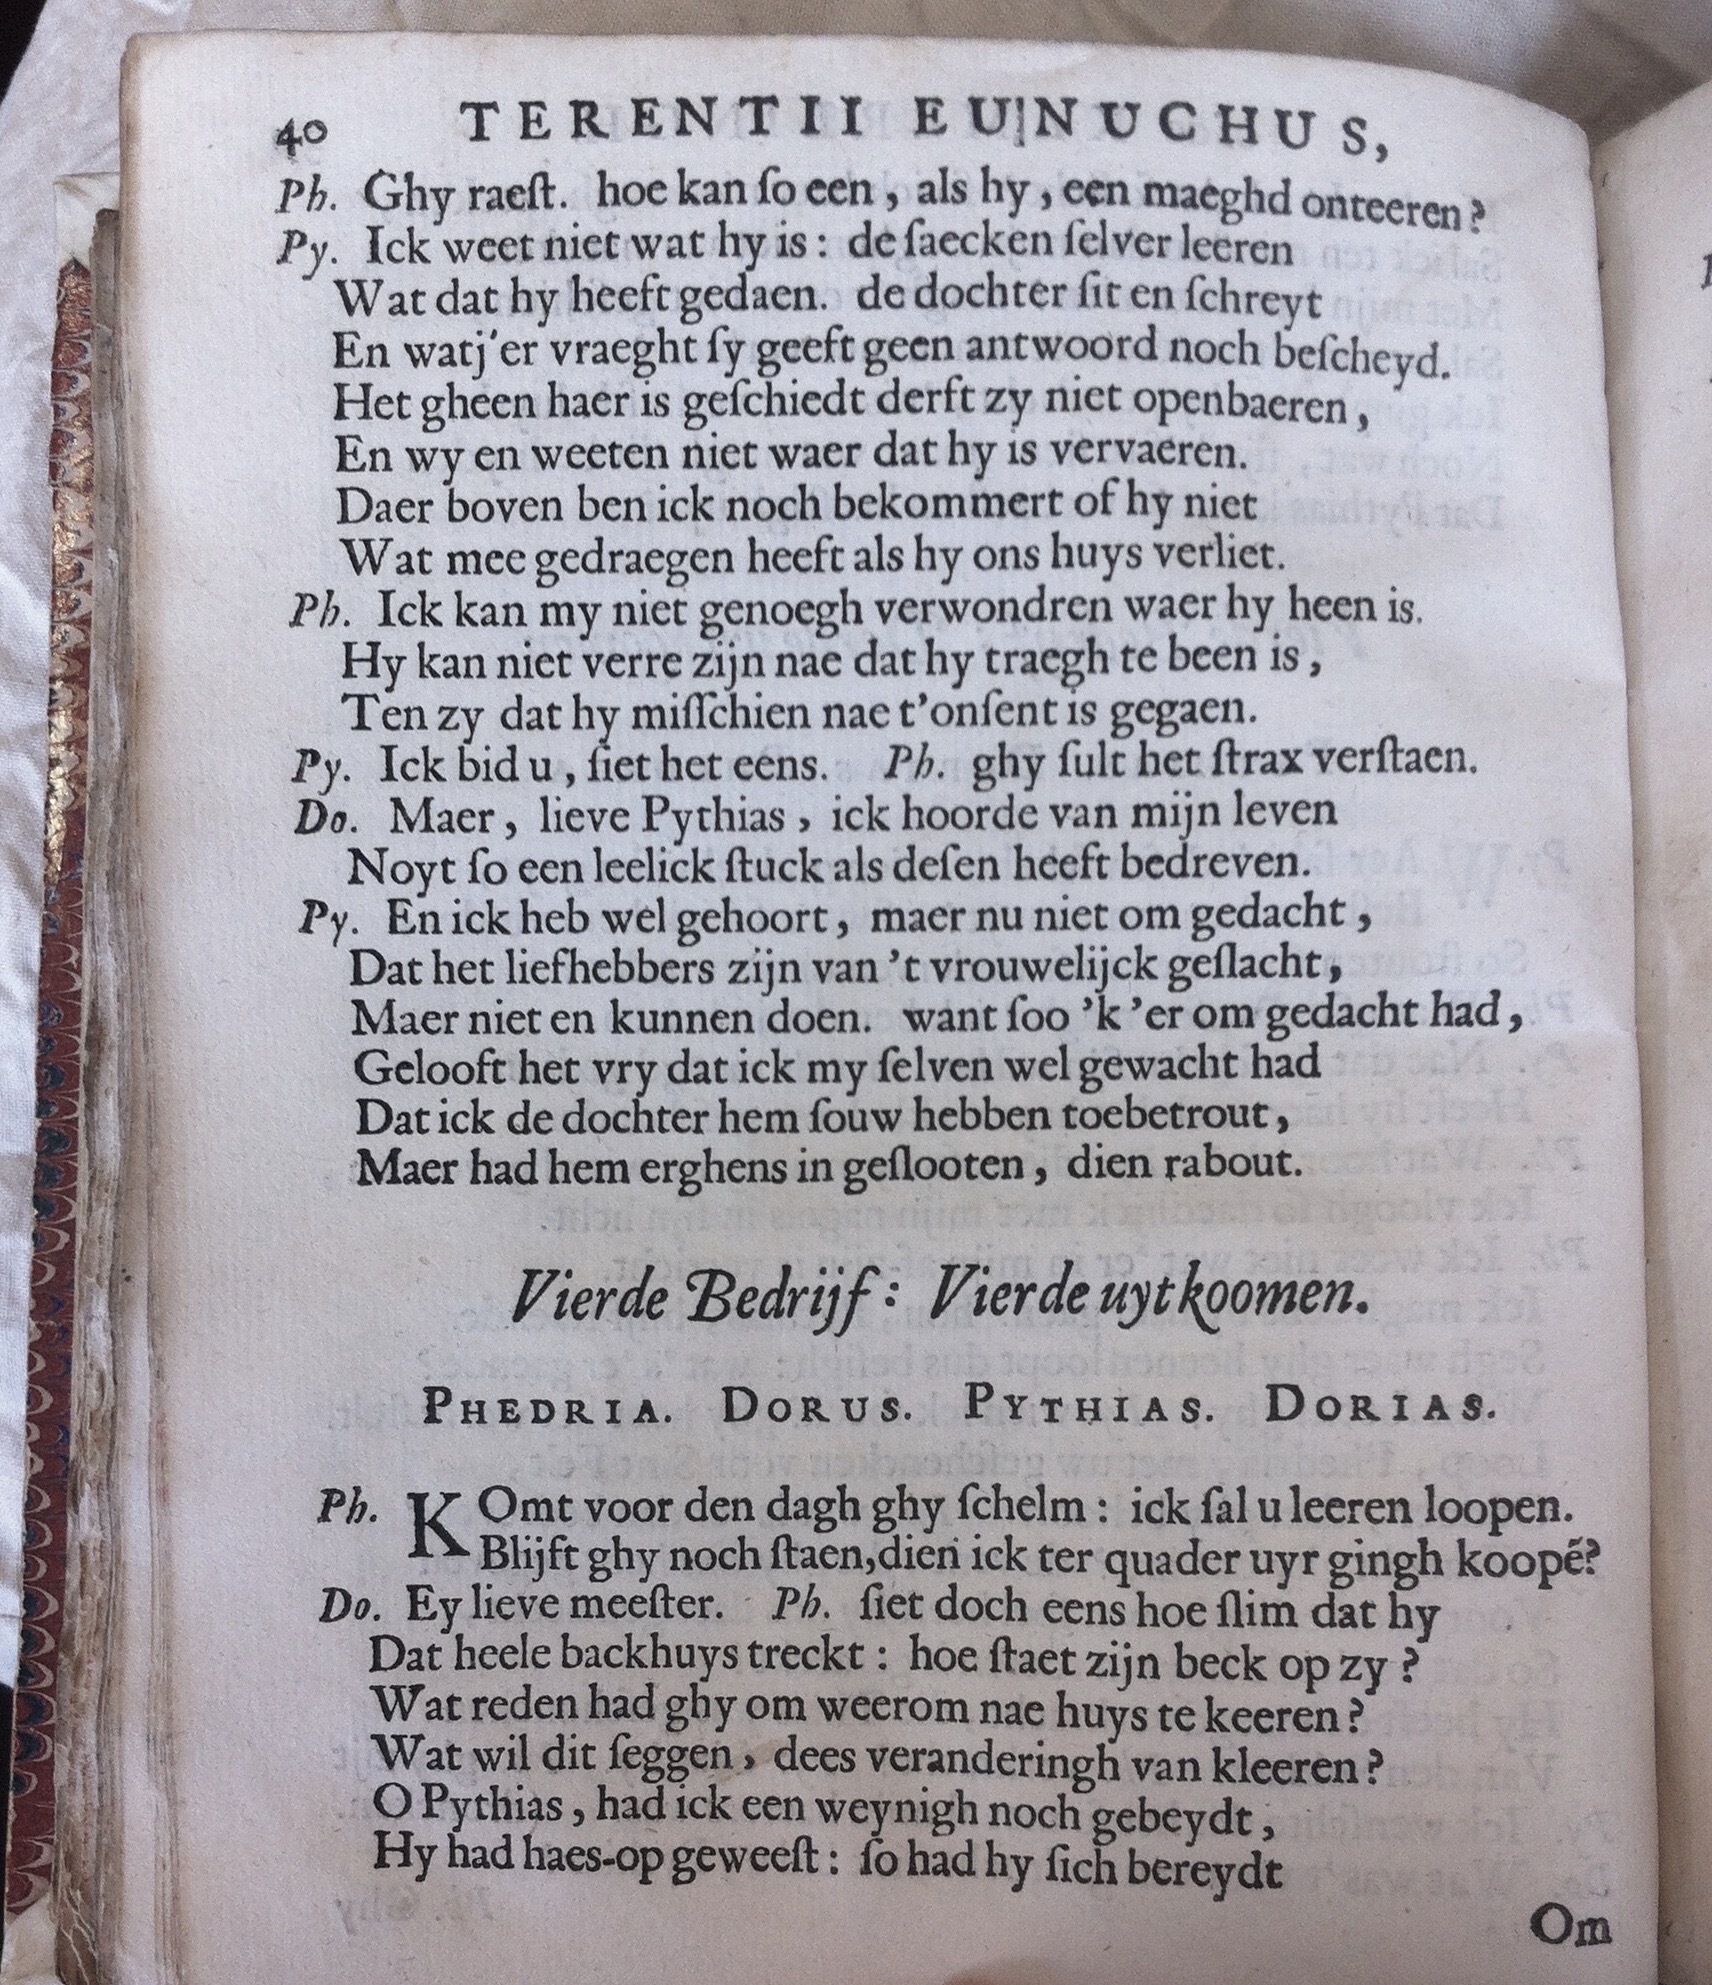 40 TERENTII EU|NUCHUS,
Ph. Ghy raeſt. hoe kan ſo een, als hy, een maeghd onteeren?
Py. Ick weet niet wat hy is: de ſaecken ſelver leeren
Wat dat hy heeft gedaen. de dochter ſit en ſchreyt
En watj'er vraeght ſy geeft geen antwoord noch beſcheyd.
Het gheen haer is geſchiedt derft zy niet openbaeren,
En wy en weeten niet waer dat hy is vervaeren.
Daer boven ben ick noch bekommert of hy niet
Wat mee gedraegen heeft als hy ons huys verliet.
Ph. Ick kan my niet genoegh verwondren waer hy heen is.
Hy kan niet verre zijn nae dat hy traegh te been is,
Ten zy dat hy miſſchien nae t'onſent is gegaen.
Py. Ick bid u, ſiet het eens. Ph. ghy ſult het ſtrax verſtaen.
Do. Maer, lieve Pythias, ick hoorde van mijn leven
Noyt ſo een leelick ſtuck als deſen heeft bedreven.
Py. En ick heb wel gehoort, maer nu niet om gedacht,
Dat het liefhebbers zijn van 't vrouwelijck geſlacht,
Maer niet en kunnen doen. want ſoo 'k 'er om gedacht had,
Gelooft het vry dat ick my ſelven wel gewacht had
Dat ick de dochter hem ſouw hebben toebetrout,
Maer had hem erghens in geſlooten, dien rabout.
Vierde Bedrijf: Vierde uytkoomen.
PHEDRIA. DORUS. PYTHIAS. DORIAS.
Ph. KOmt voor den dagh ghy ſchelm: ick ſal u leeren loopen.
Blijft ghy noch ſtaen,dien ick ter quader uyr gingh koopẽ?
Do. Ey lieve meeſter. Ph. ſiet doch eens hoe ſlim dat hy
Dat heele backhuys treckt: hoe ſtaet zijn beck op zy?
Wat reden had ghy om weerom nae huys te keeren?
Wat wil dit ſeggen, dees veranderingh van kleeren?
O Pythias, had ick een weynigh noch gebeydt,
Hy had haes-op geweeſt: ſo had hy ſich bereydt
Om